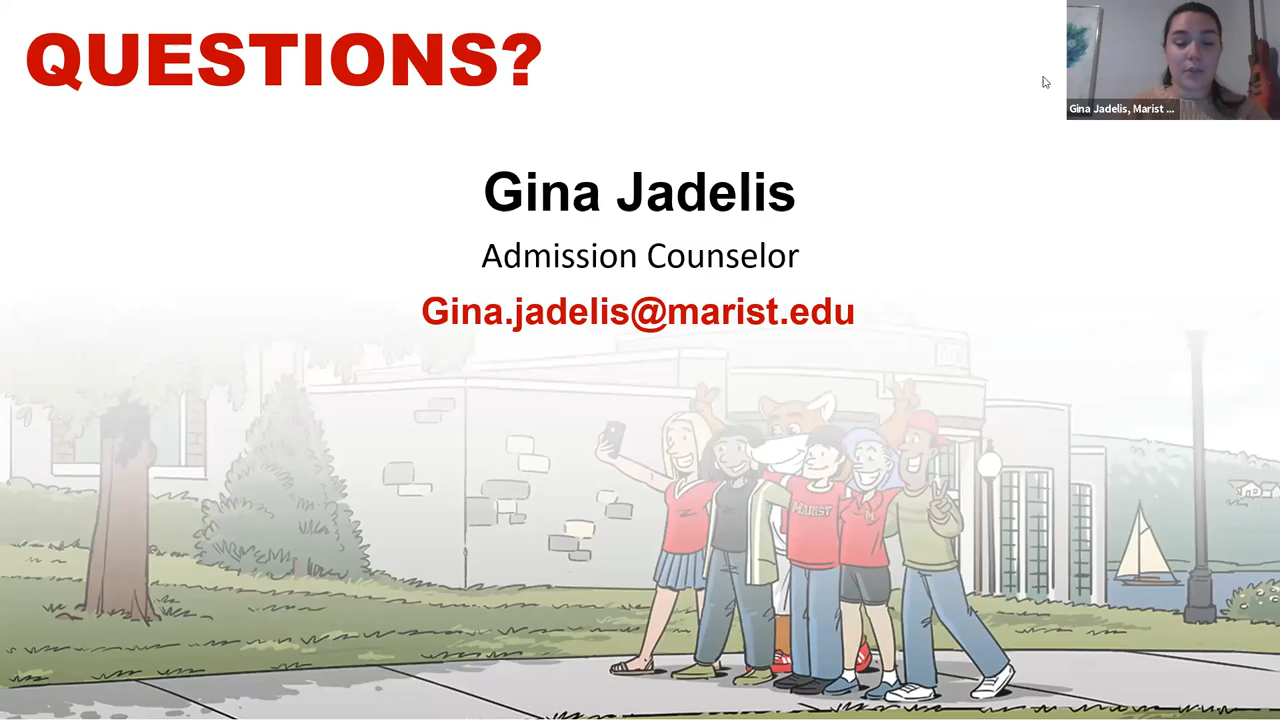 QUESTIONS?
Gina Jadelis, Marist ...
Gina Jadelis
Admission Counselor
Gina.jadelis@marist.edu
MARIST
M